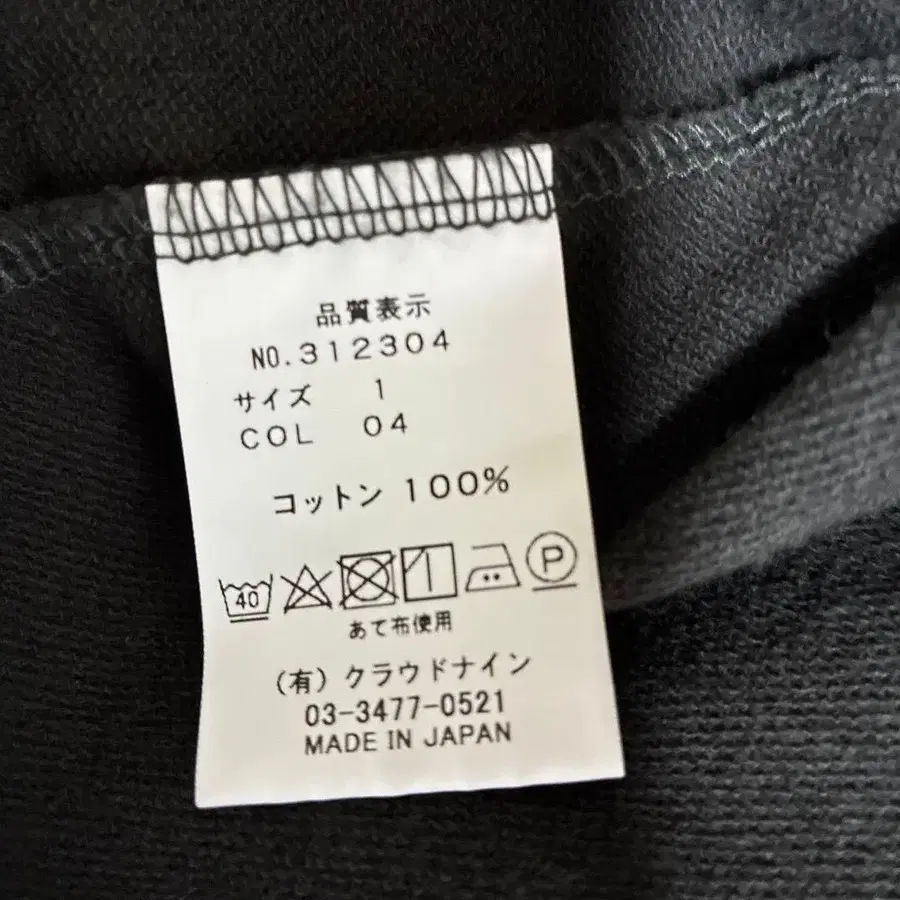 品質表示
NO.312304
サイズ 1
COL 04
コットン 100%
40 P
あて布使用
(有)クラウドナイン
03-3477-0521
MADE IN JAPAN